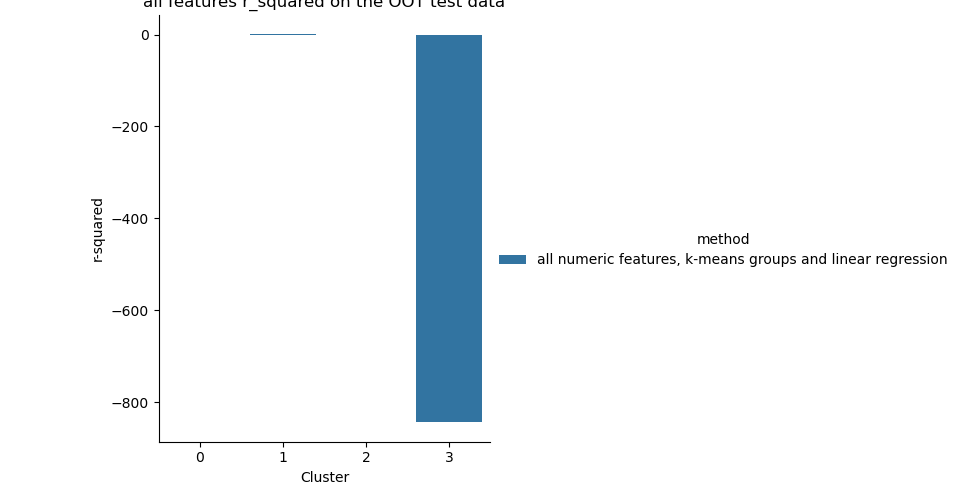 all features r_squared on the OOT test data
0
−200
−400
−600
−800
r-squared
0 1 2 3
Cluster
method
all numeric features, k-means groups and linear regression